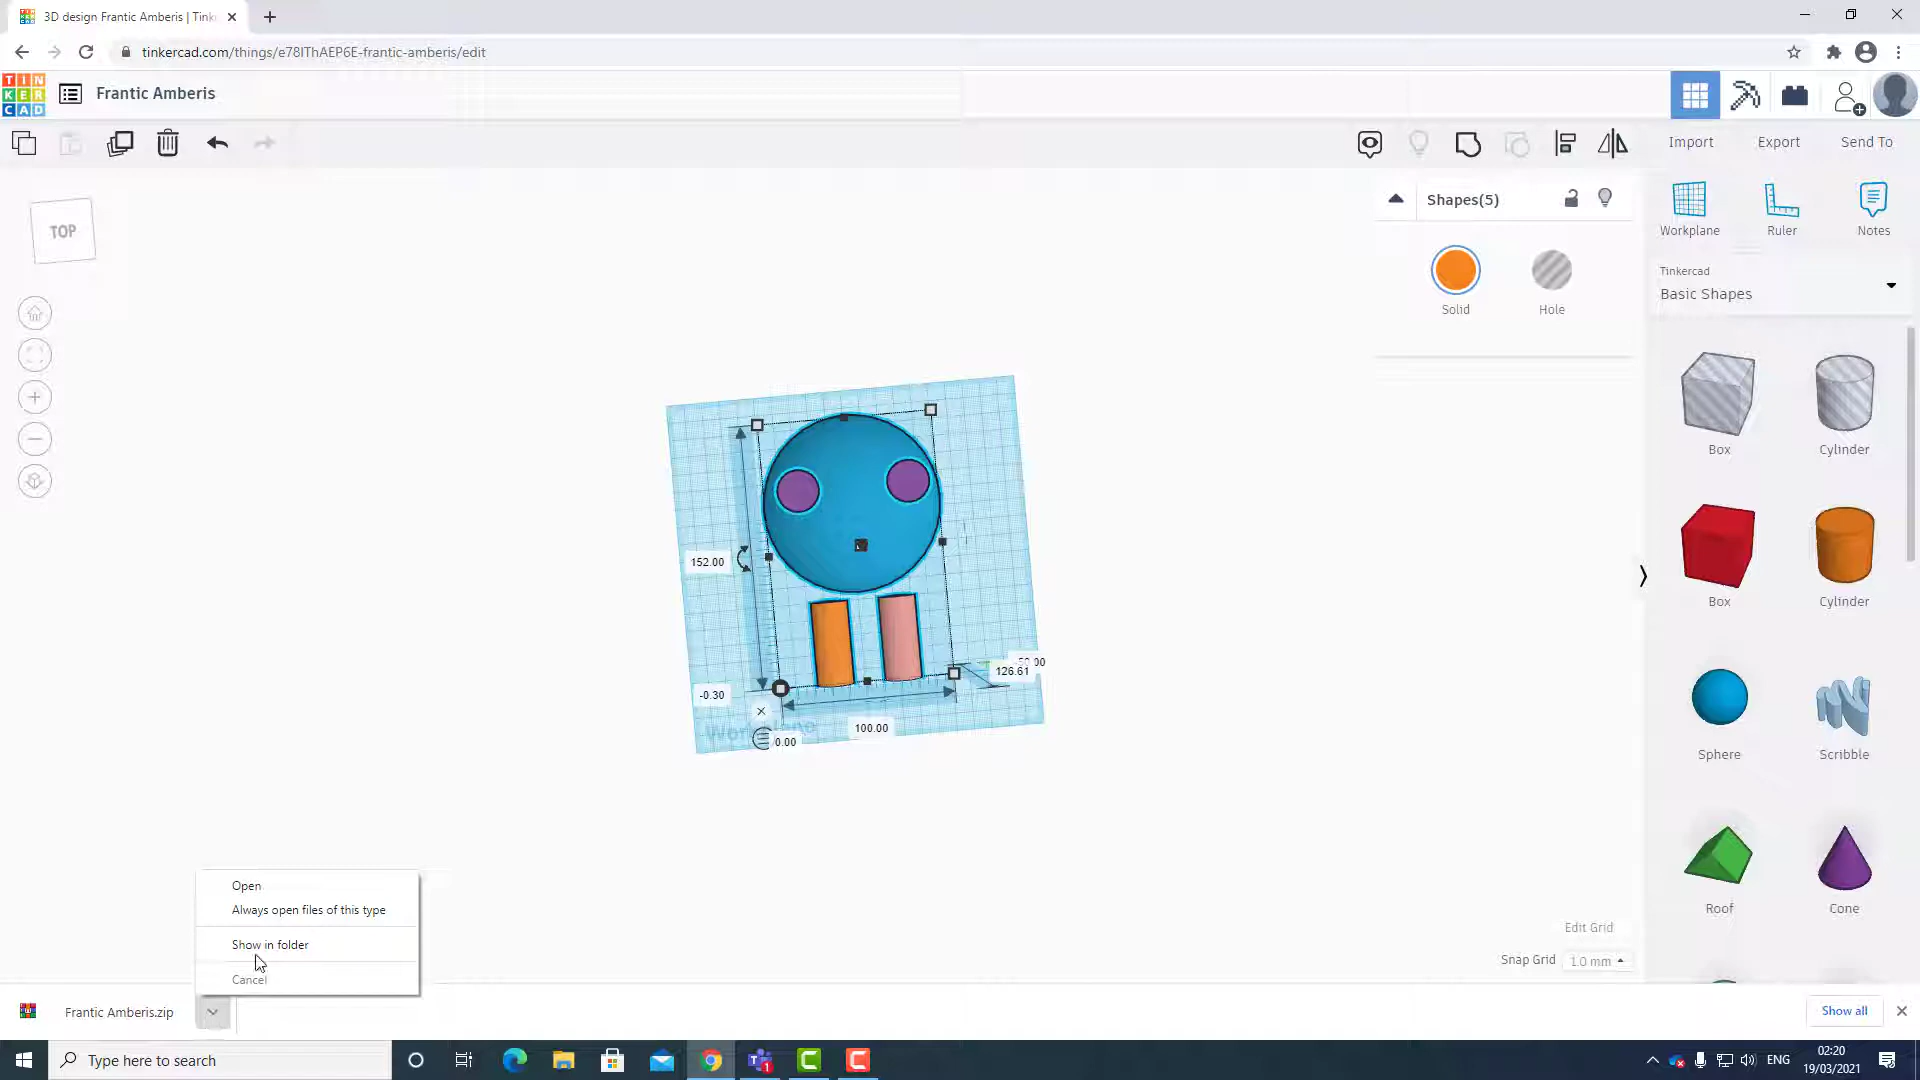 3D design Frantic Amberis | Tink
tinkercad.com/things/e78IThAEP6E-frantic-amberis/edit
TIN
KER
CAD
Frantic Amberis
Import
Export
Send To
TOP
Shapes(5)
Solid
Hole
Workplane
Ruler
Notes
Tinkercad
Basic Shapes
Box
Cylinder
Box
Cylinder
Sphere
Scribble
Roof
Cone
152.00
-0.30
126.61
100.00
0.00
Edit Grid
Snap Grid
1.0 mm
Open
Always open files of this type
Show in folder
Cancel
Frantic Amberis.zip
Show all
Type here to search
1
ENG
02:20
19/03/2021